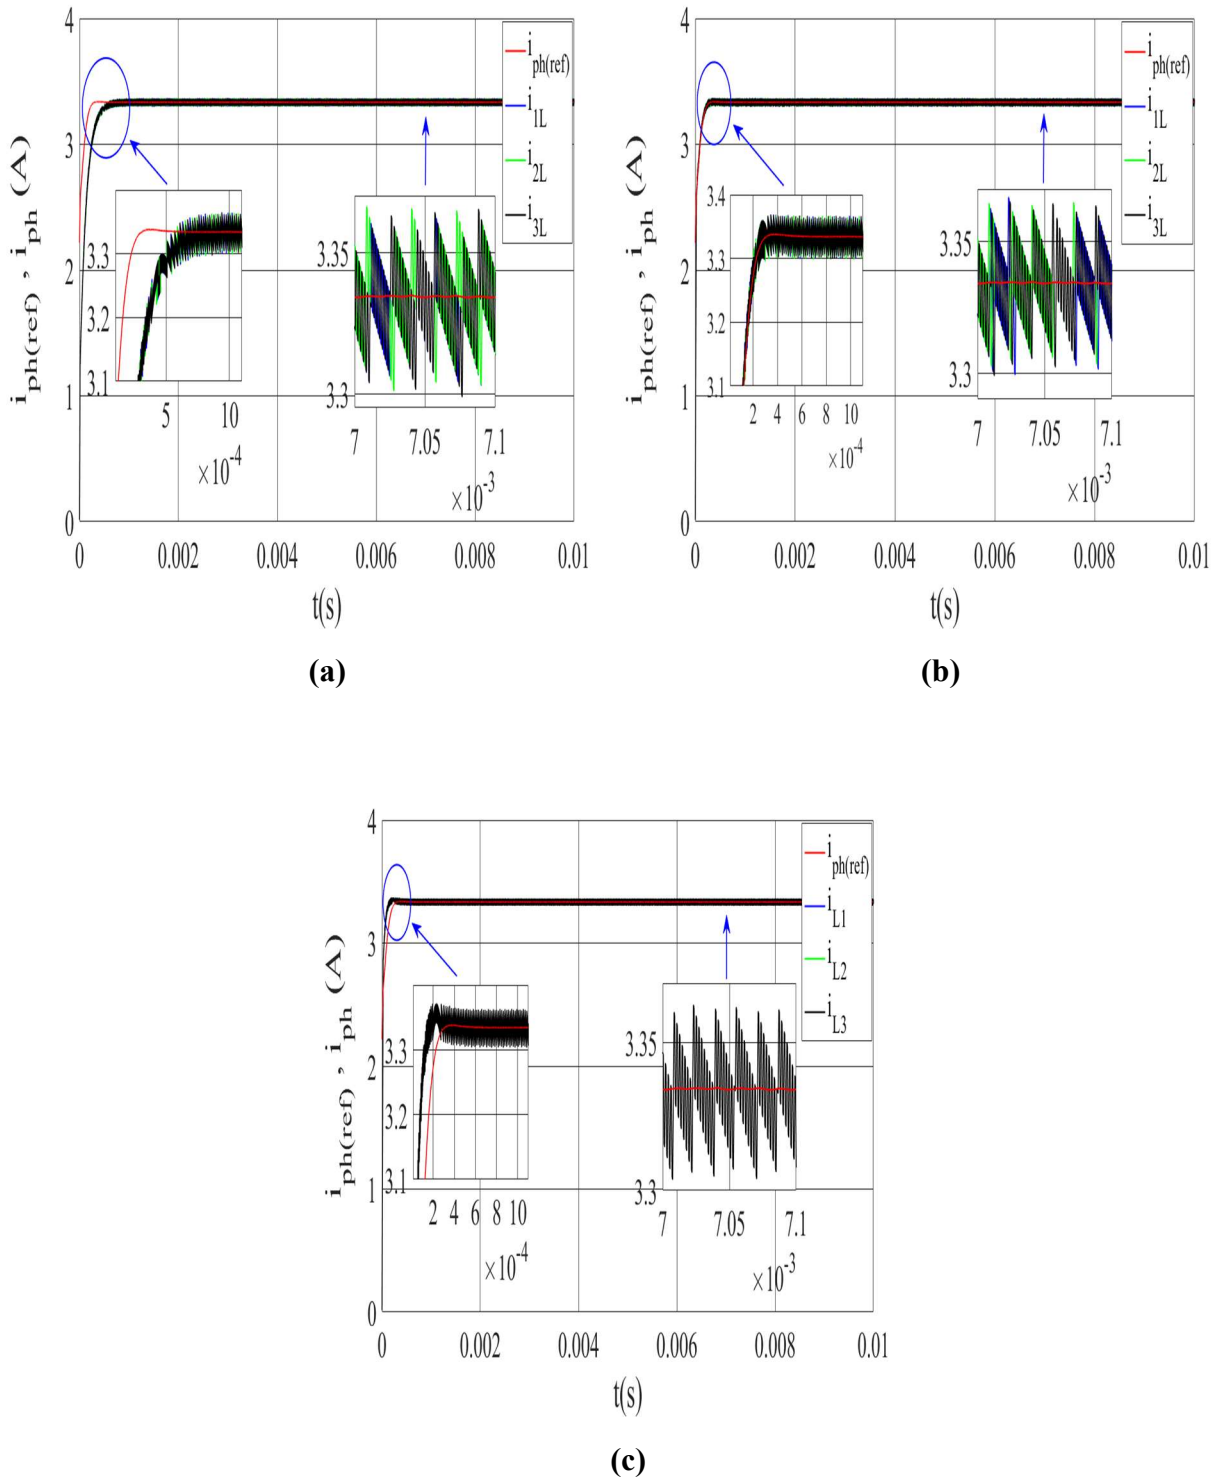 4
3
2
1
0
i_ph(ref) , i_ph (A)
0 0.002 0.004 0.006 0.008 0.01
t(s)
i_ph(ref)
i_1L
i_2L
i_3L
3.3
3.2
3.1
5 10
×10^-4
3.35
3.3
7 7.05 7.1
×10^-3
(a)
4
3
2
1
0
i_ph(ref) , i_ph (A)
0 0.002 0.004 0.006 0.008 0.01
t(s)
i_ph(ref)
i_1L
i_2L
i_3L
3.4
3.3
3.2
3.1
2 4 6 8 10
×10^-4
3.35
3.3
7 7.05 7.1
×10^-3
(b)
4
3
2
1
0
i_ph(ref) , i_ph (A)
0 0.002 0.004 0.006 0.008 0.01
t(s)
i_ph(ref)
i_L1
i_L2
i_L3
3.3
3.2
3.1
2 4 6 8 10
×10^-4
3.35
3.3
7 7.05 7.1
×10^-3
(c)